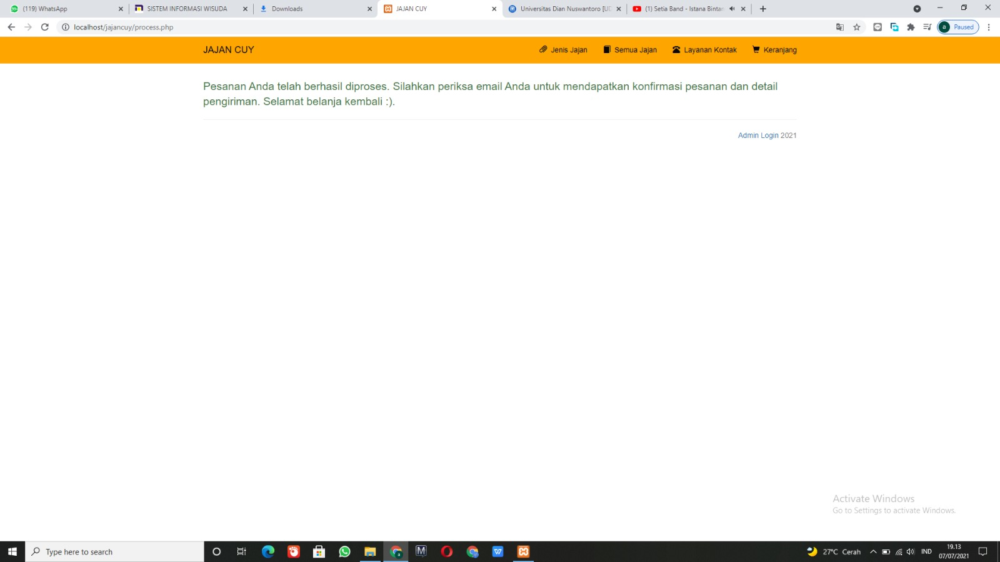 (119) WhatsApp
SISTEM INFORMASI WISUDA
Downloads
JAJAN CUY
Universitas Dian Nuswantoro [UD
(1) Setia Band - Istana Bintan
localhost/jajancuy/process.php
a
Paused
JAJAN CUY
Jenis Jajan
Semua Jajan
Layanan Kontak
Keranjang
Pesanan Anda telah berhasil diproses. Silahkan periksa email Anda untuk mendapatkan konfirmasi pesanan dan detail
pengiriman. Selamat belanja kembali :).
Admin Login 2021
Activate Windows
Go to Settings to activate Windows.
Type here to search
27°C Cerah
IND
19.13
07/07/2021